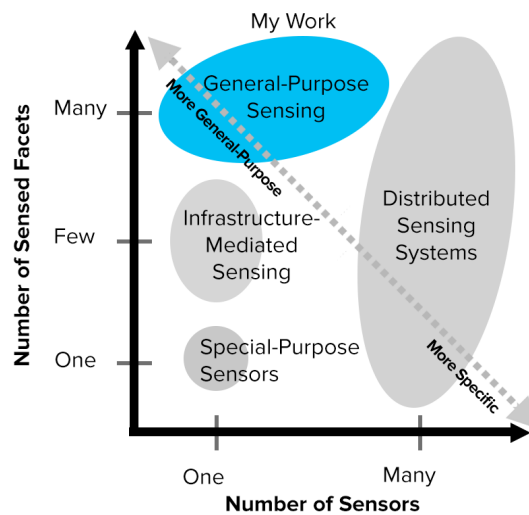 My Work
General-Purpose
Sensing
More General-Purpose
Many
Number of Sensed Facets
Few
One
Infrastructure-
Mediated
Sensing
Distributed
Sensing
Systems
Special-Purpose
Sensors
More Specific
One
Many
Number of Sensors